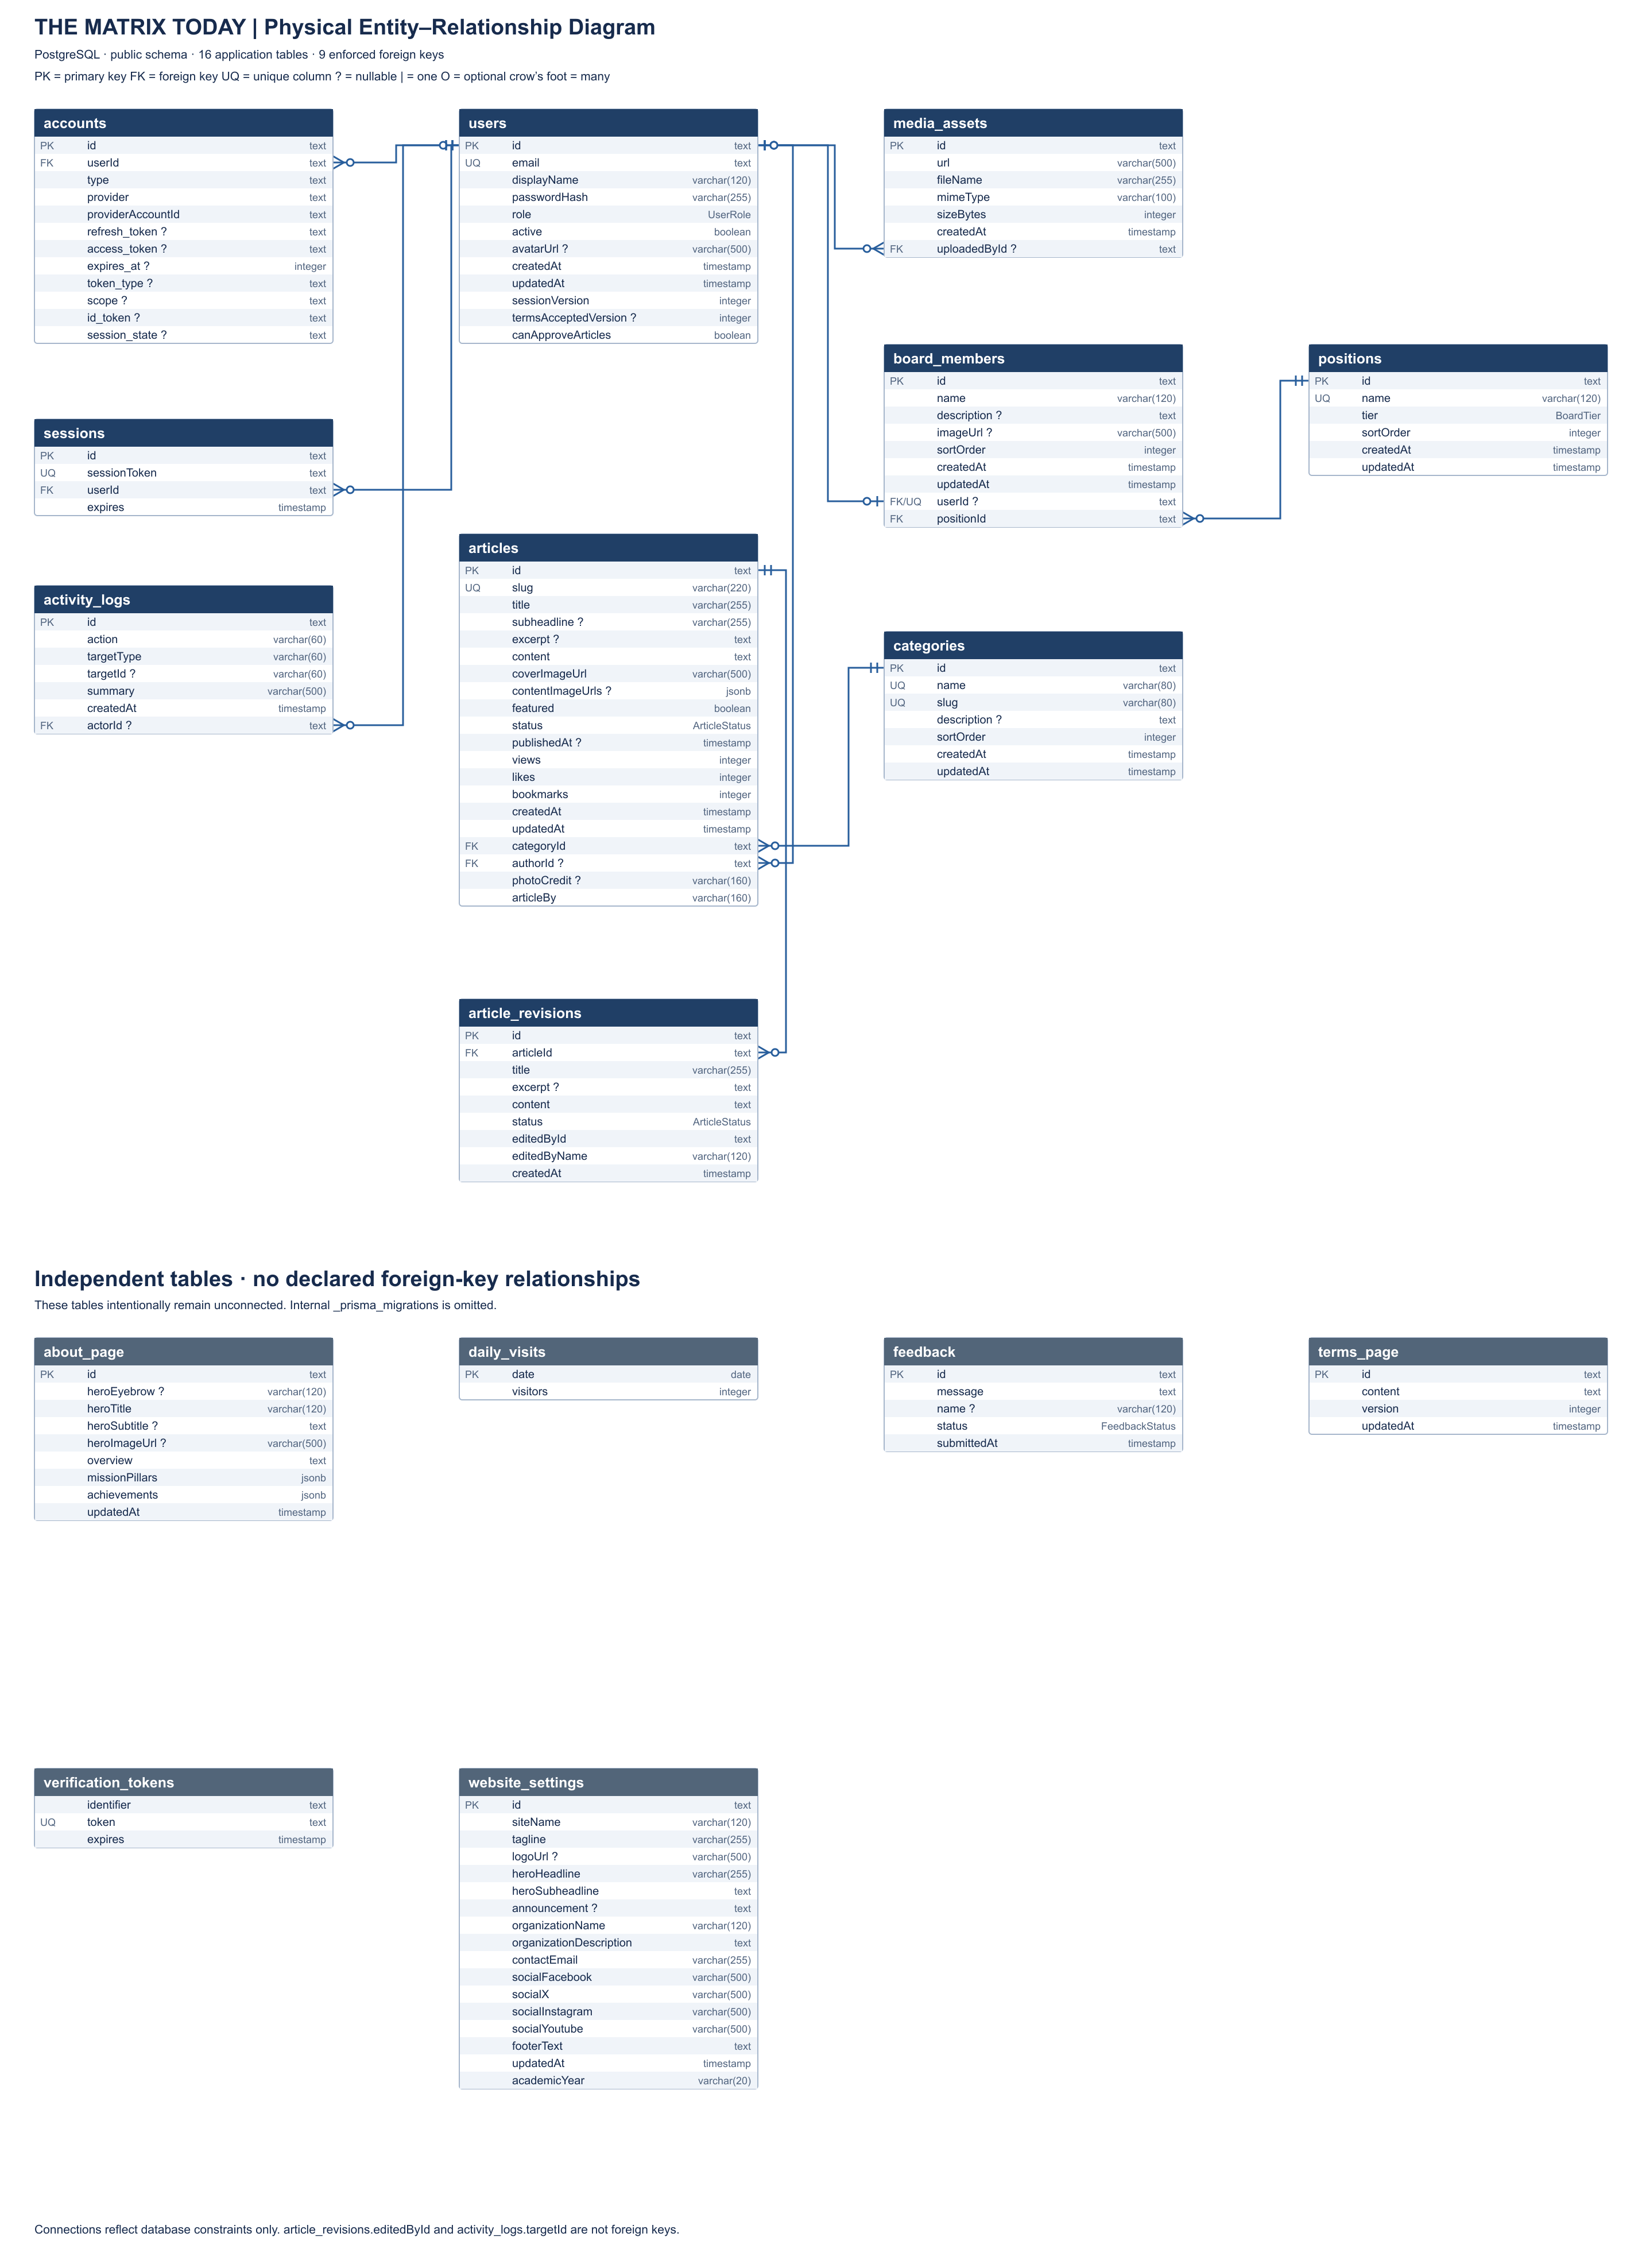 THE MATRIX TODAY | Physical Entity–Relationship Diagram
PostgreSQL · public schema · 16 application tables · 9 enforced foreign keys
PK = primary key FK = foreign key UQ = unique column ? = nullable | = one O = optional crow's foot = many
accounts
PK id text
FK userId text
type text
provider text
providerAccountId text
refresh_token ? text
access_token ? text
expires_at ? integer
token_type ? text
scope ? text
id_token ? text
session_state ? text
users
PK id text
UQ email text
displayName varchar(120)
passwordHash varchar(255)
role UserRole
active boolean
avatarUrl ? varchar(500)
createdAt timestamp
updatedAt timestamp
sessionVersion integer
termsAcceptedVersion ? integer
canApproveArticles boolean
media_assets
PK id text
url varchar(500)
fileName varchar(255)
mimeType varchar(100)
sizeBytes integer
createdAt timestamp
FK uploadedById ? text
board_members
PK id text
name varchar(120)
description ? text
imageUrl ? varchar(500)
sortOrder integer
createdAt timestamp
updatedAt timestamp
FK/UQ userId ? text
FK positionId text
positions
PK id text
UQ name varchar(120)
tier BoardTier
sortOrder integer
createdAt timestamp
updatedAt timestamp
sessions
PK id text
UQ sessionToken text
FK userId text
expires timestamp
articles
PK id text
UQ slug varchar(220)
title varchar(255)
subheadline ? varchar(255)
excerpt ? text
content text
coverImageUrl varchar(500)
contentImageUrls ? jsonb
featured boolean
status ArticleStatus
publishedAt ? timestamp
views integer
likes integer
bookmarks integer
createdAt timestamp
updatedAt timestamp
FK categoryId text
FK authorId ? text
photoCredit ? varchar(160)
articleBy varchar(160)
activity_logs
PK id text
action varchar(60)
targetType varchar(60)
targetId ? varchar(60)
summary varchar(500)
createdAt timestamp
FK actorId ? text
categories
PK id text
UQ name varchar(80)
UQ slug varchar(80)
description ? text
sortOrder integer
createdAt timestamp
updatedAt timestamp
article_revisions
PK id text
FK articleId text
title varchar(255)
excerpt ? text
content text
status ArticleStatus
editedById text
editedByName varchar(120)
createdAt timestamp
Independent tables · no declared foreign-key relationships
These tables intentionally remain unconnected. Internal _prisma_migrations is omitted.
about_page
PK id text
heroEyebrow ? varchar(120)
heroTitle varchar(120)
heroSubtitle ? text
heroImageUrl ? varchar(500)
overview text
missionPillars jsonb
achievements jsonb
updatedAt timestamp
daily_visits
PK date date
visitors integer
feedback
PK id text
message text
name ? varchar(120)
status FeedbackStatus
submittedAt timestamp
terms_page
PK id text
content text
version integer
updatedAt timestamp
verification_tokens
identifier text
UQ token text
expires timestamp
website_settings
PK id text
siteName varchar(120)
tagline varchar(255)
logoUrl ? varchar(500)
heroHeadline varchar(255)
heroSubheadline text
announcement ? text
organizationName varchar(120)
organizationDescription text
contactEmail varchar(255)
socialFacebook varchar(500)
socialX varchar(500)
socialInstagram varchar(500)
socialYoutube varchar(500)
footerText text
updatedAt timestamp
academicYear varchar(20)
Connections reflect database constraints only. article_revisions.editedById and activity_logs.targetId are not foreign keys.